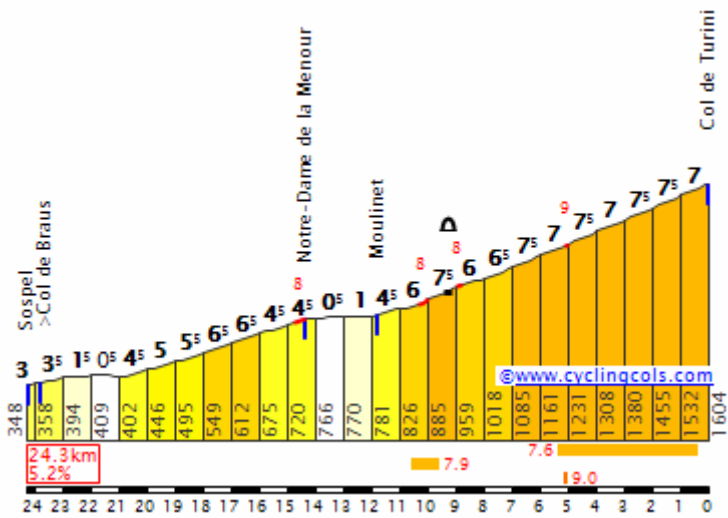 Col de Turini
Notre-Dame de la Menour
Moulinet
Sospel
>Col de Braus
3 3⁵ 1⁵ 0⁵ 4⁵ 5 5⁵ 6⁵ 6⁵ 4⁵ 4⁵ 0⁵ 1 4⁵ 6 7⁵ 6 6⁵ 7⁵ 7 7 7⁵ 7⁵ 7
8 8 8 9
©www.cyclingcols.com
348 358 394 409 402 446 495 549 612 675 720 766 770 781 826 885 959 1018 1085 1161 1231 1308 1380 1455 1532 1604
24.3km
5.2%
7.6
7.9
9.0
24 23 22 21 20 19 18 17 16 15 14 13 12 11 10 9 8 7 6 5 4 3 2 1 0